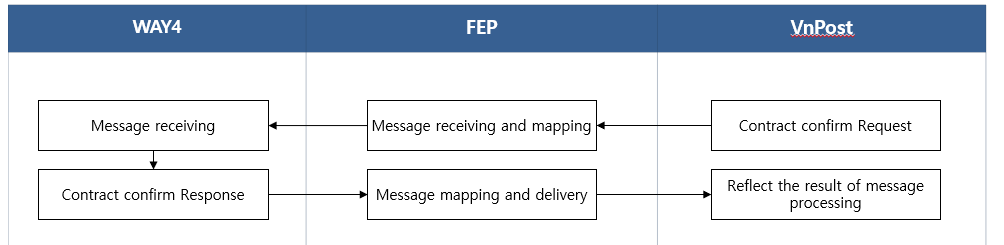 WAY4
FEP
VnPost
Message receiving
Message receiving and mapping
Contract confirm Request
Contract confirm Response
Message mapping and delivery
Reflect the result of message
processing